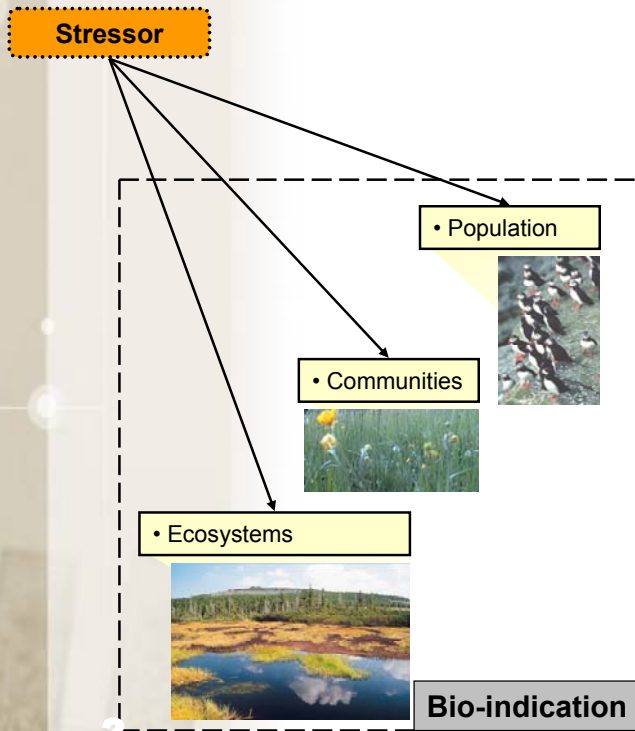 Stressor
• Population
• Communities
• Ecosystems
Bio-indication